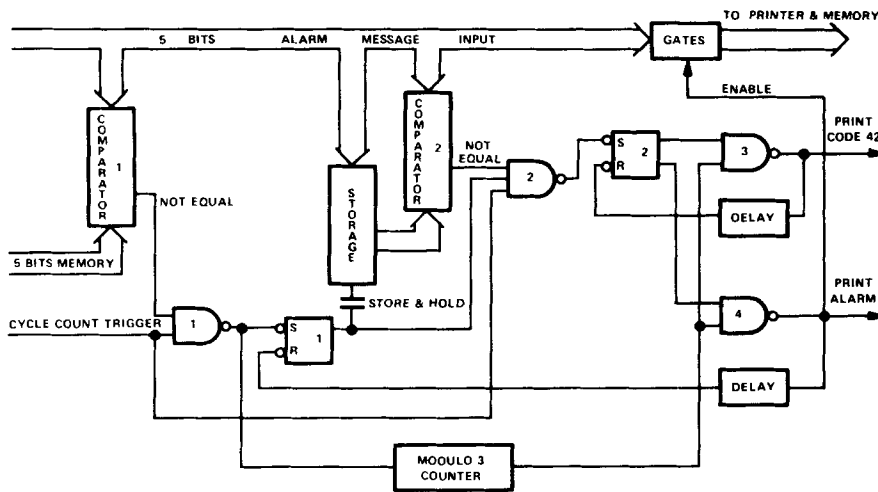 TO PRINTER & MEMORY
5 BITS ALARM MESSAGE INPUT
GATES
ENABLE
COMPARATOR 1
COMPARATOR 2
PRINT
CODE 42
NOT
EQUAL
2
S
R
2
3
NOT EQUAL
STORAGE
DELAY
5 BITS MEMORY
STORE & HOLD
PRINT
ALARM
CYCLE COUNT TRIGGER
1
S
R
1
4
DELAY
MODULO 3
COUNTER